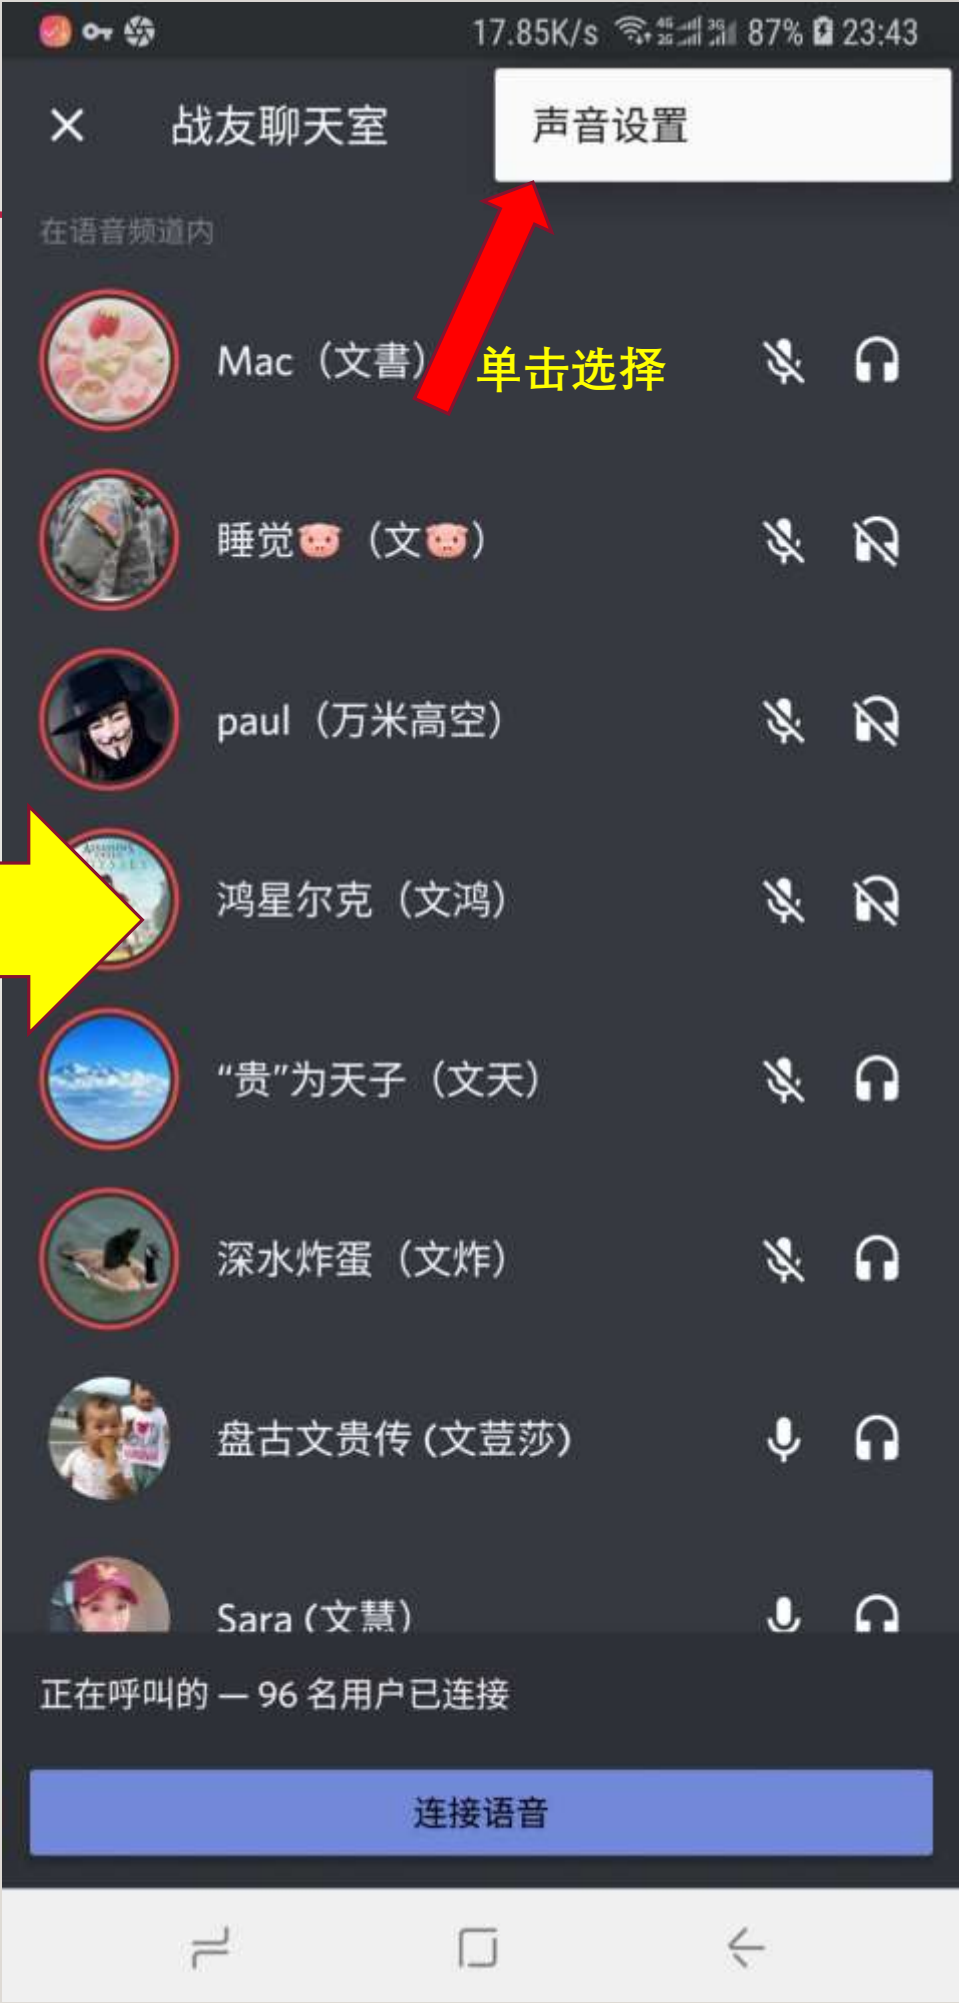 17.85K/s 4G 2G 3G 87% 23:43
战友聊天室
声音设置
在语音频道内
Mac（文書）
单击选择
睡觉🐷（文🐷）
paul（万米高空）
鸿星尔克（文鸿）
“贵”为天子（文天）
深水炸蛋（文炸）
盘古文贵传 (文荳莎)
Sara (文慧)
正在呼叫的 — 96 名用户已连接
连接语音